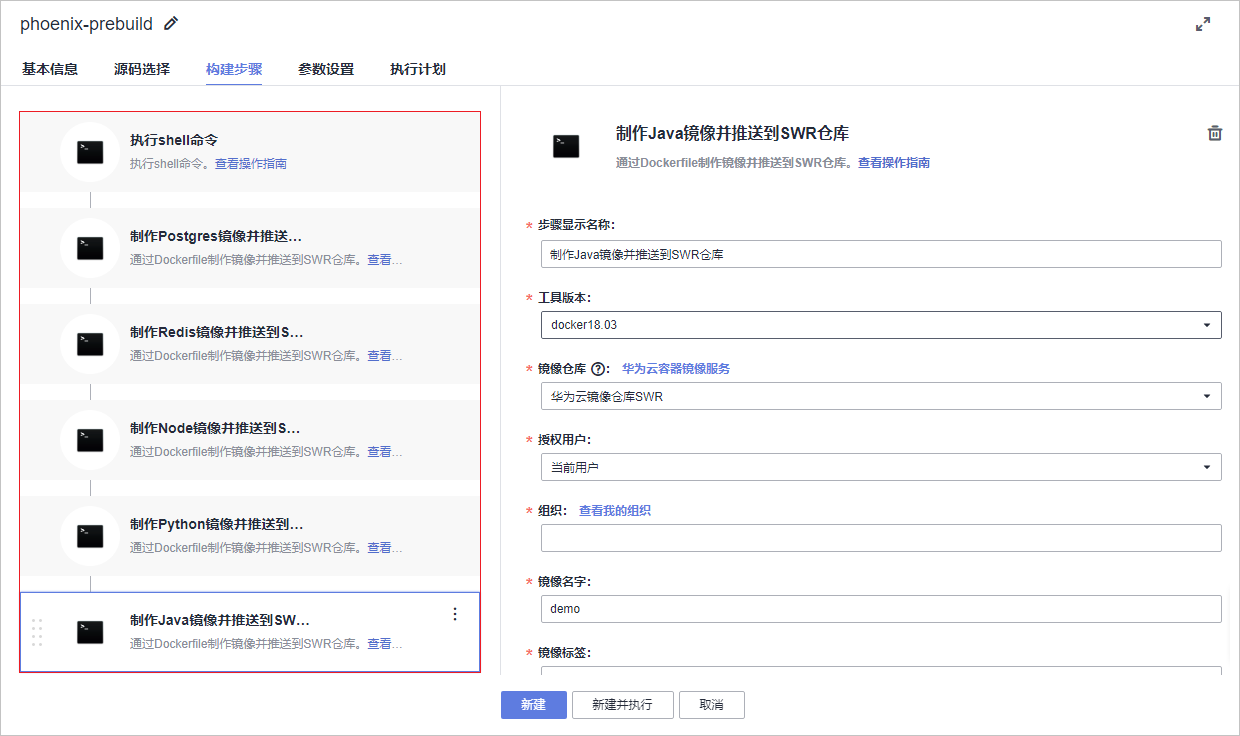 phoenix-prebuild
基本信息 源码选择 构建步骤 参数设置 执行计划
执行shell命令
执行shell命令。查看操作指南
制作Postgres镜像并推送…
通过Dockerfile制作镜像并推送到SWR仓库。查看…
制作Redis镜像并推送到S…
通过Dockerfile制作镜像并推送到SWR仓库。查看…
制作Node镜像并推送到S…
通过Dockerfile制作镜像并推送到SWR仓库。查看…
制作Python镜像并推送到…
通过Dockerfile制作镜像并推送到SWR仓库。查看…
制作Java镜像并推送到SW…
通过Dockerfile制作镜像并推送到SWR仓库。查看…
制作Java镜像并推送到SWR仓库
通过Dockerfile制作镜像并推送到SWR仓库。查看操作指南
* 步骤显示名称：
制作Java镜像并推送到SWR仓库
* 工具版本：
docker18.03
* 镜像仓库 ?： 华为云容器镜像服务
华为云镜像仓库SWR
* 授权用户：
当前用户
* 组织： 查看我的组织
* 镜像名字：
demo
* 镜像标签：
新建 新建并执行 取消